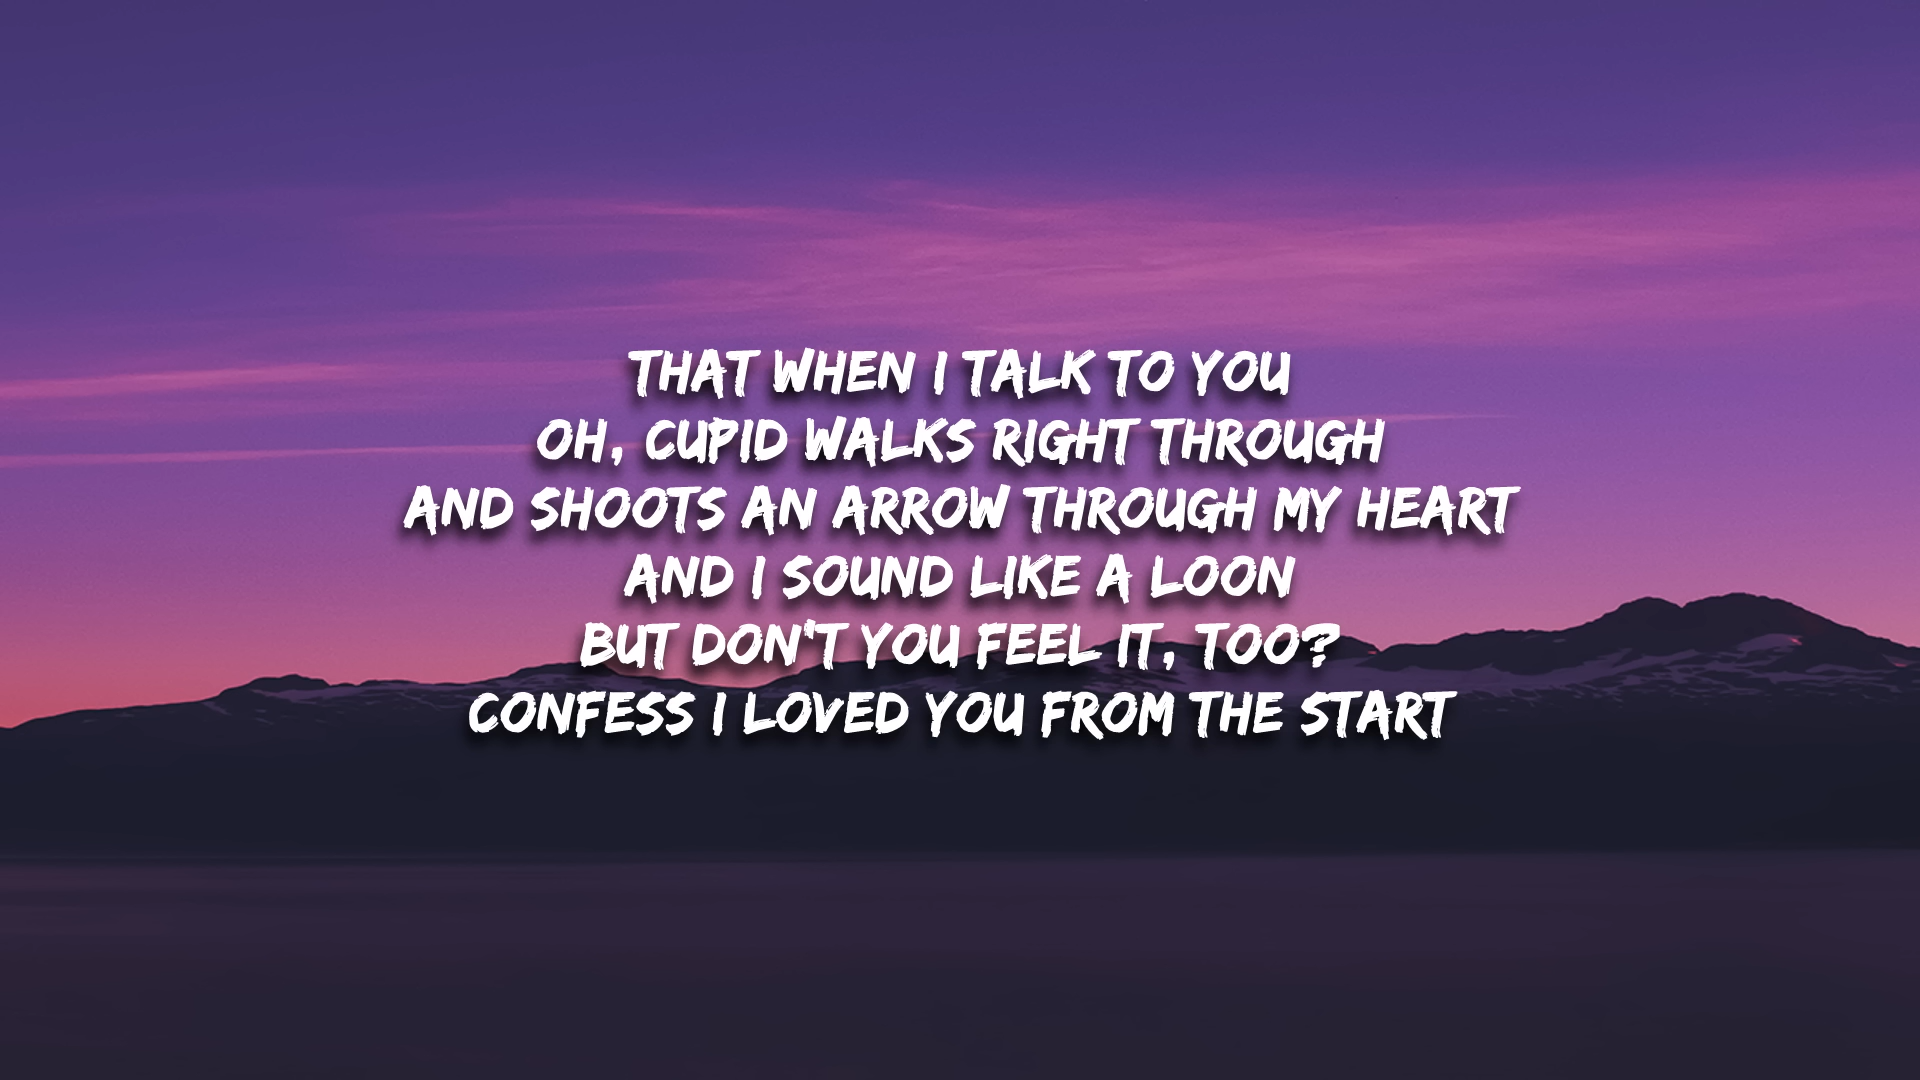 THAT WHEN I TALK TO YOU
OH, CUPID WALKS RIGHT THROUGH
AND SHOOTS AN ARROW THROUGH MY HEART
AND I SOUND LIKE A LOON
BUT DON'T YOU FEEL IT, TOO?
CONFESS I LOVED YOU FROM THE START